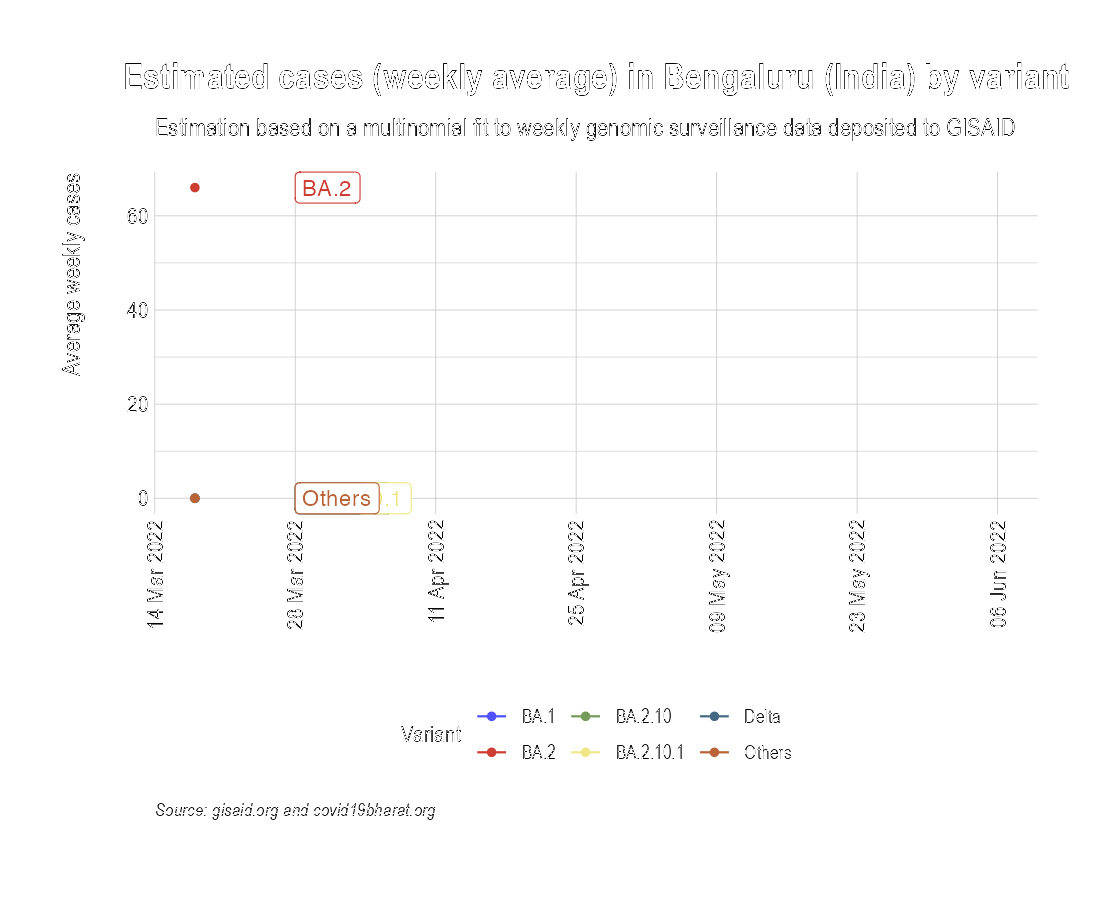 Estimated cases (weekly average) in Bengaluru (India) by variant
Estimation based on a multinomial fit to weekly genomic surveillance data deposited to GISAID
Average weekly cases
60
40
20
0
BA.2
Others
.1
14 Mar 2022
28 Mar 2022
11 Apr 2022
25 Apr 2022
09 May 2022
23 May 2022
06 Jun 2022
Variant
BA.1
BA.2.10
Delta
BA.2
BA.2.10.1
Others
Source: gisaid.org and covid19bharat.org